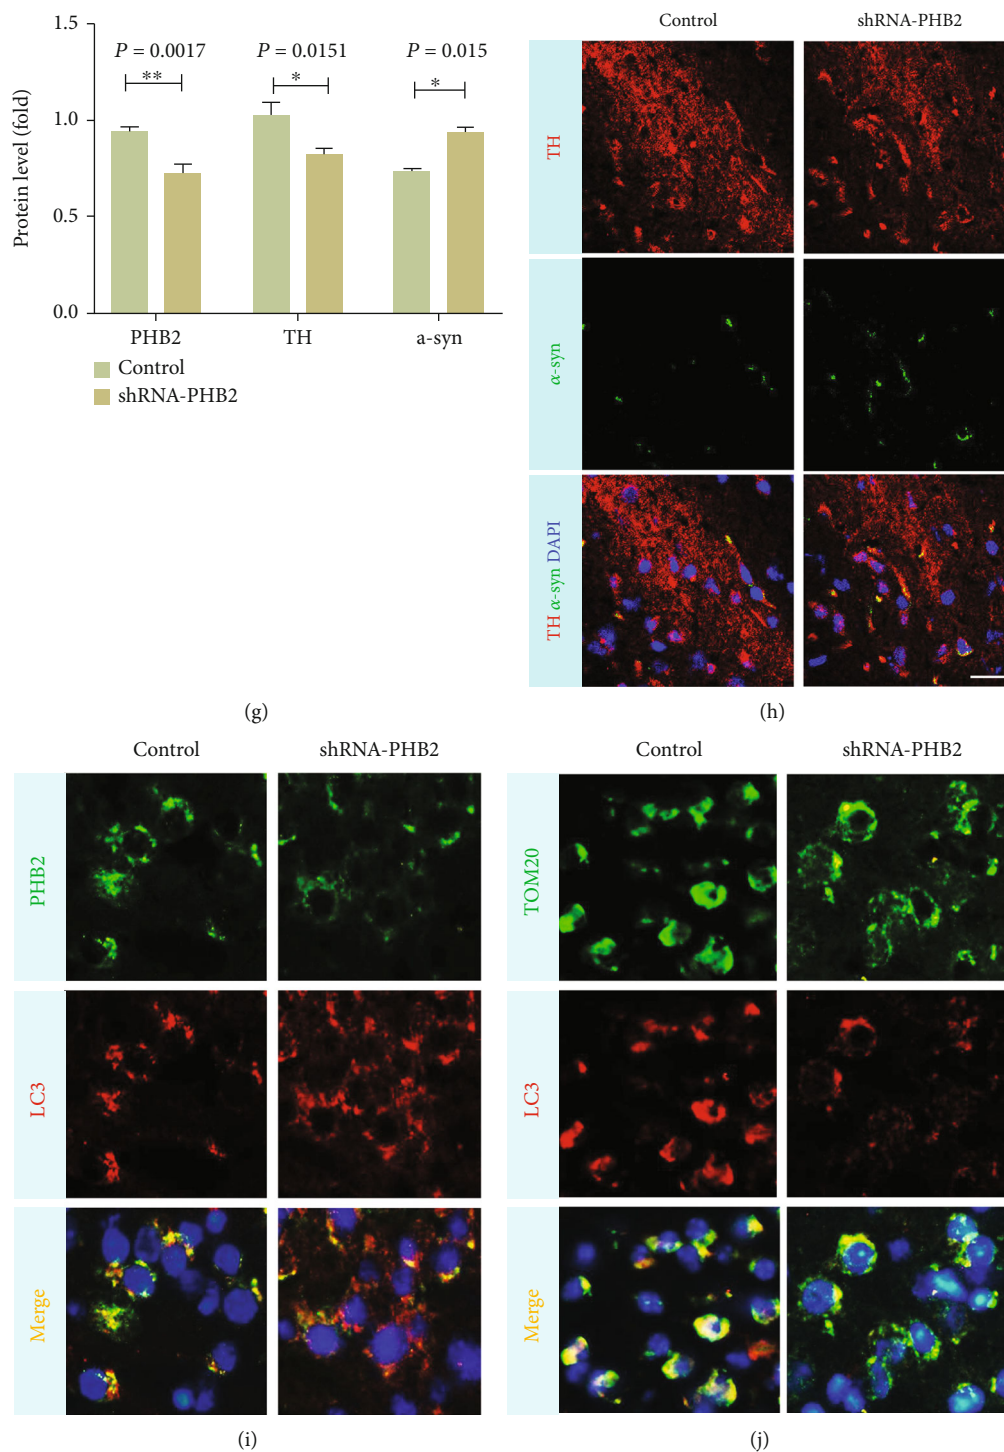 1.5
1.0
0.5
0.0
Protein level (fold)
P = 0.0017
P = 0.0151
P = 0.015
**
*
*
PHB2
TH
a-syn
Control
shRNA-PHB2
(g)
Control
shRNA-PHB2
TH
α-syn
TH α-syn DAPI
(h)
Control
shRNA-PHB2
PHB2
LC3
Merge
(i)
Control
shRNA-PHB2
TOM20
LC3
Merge
(j)